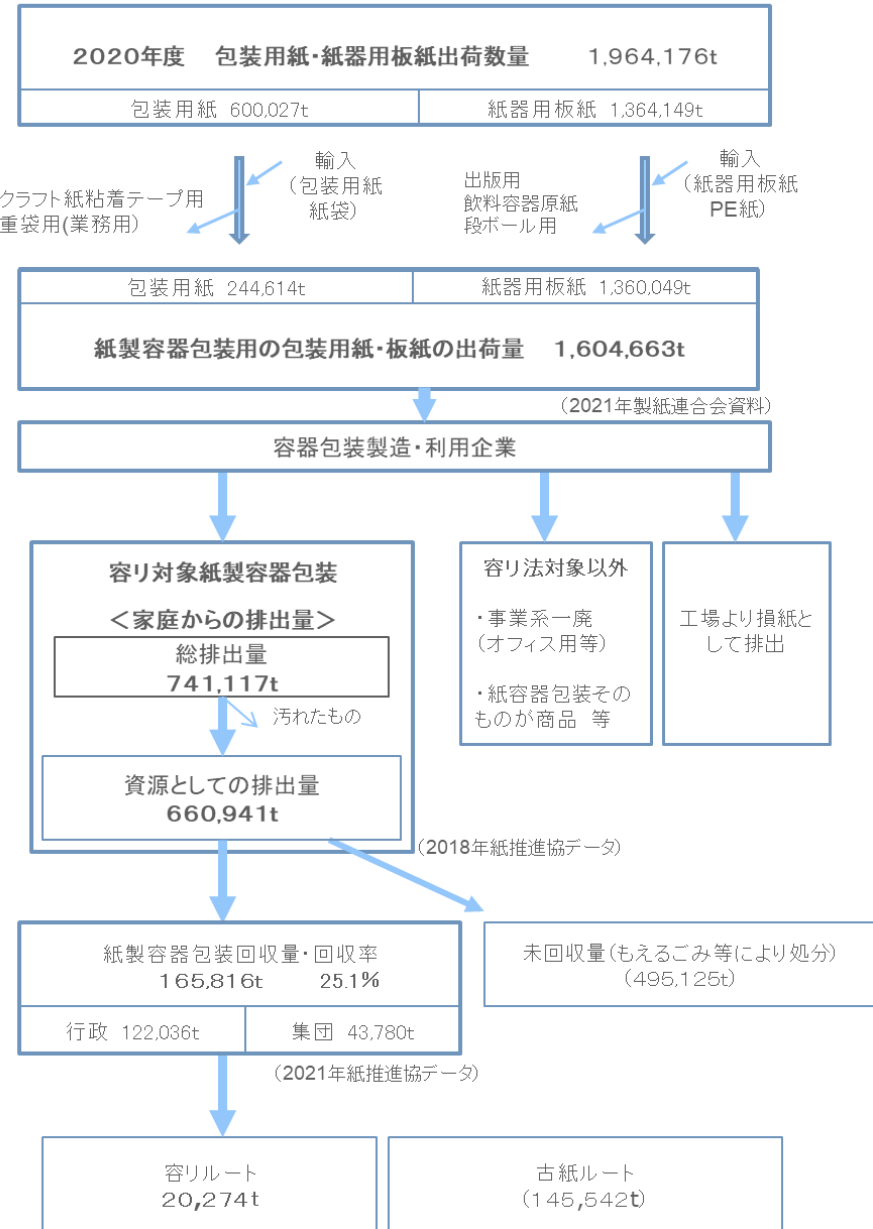 2020年度 包装用紙・紙器用板紙出荷数量 1,964,176t
包装用紙 600,027t
紙器用板紙 1,364,149t
輸入
(包装用紙
紙袋)
クラフト紙粘着テープ用
重袋用(業務用)
輸入
(紙器用板紙
PE紙)
出版用
飲料容器原紙
段ボール用
包装用紙 244,614t
紙器用板紙 1,360,049t
紙製容器包装用の包装用紙・板紙の出荷量 1,604,663t
(2021年製紙連合会資料)
容器包装製造・利用企業
容リ対象紙製容器包装
<家庭からの排出量>
総排出量
741,117t
汚れたもの
資源としての排出量
660,941t
容リ法対象以外
・事業系一廃
(オフィス用等)
・紙容器包装その
ものが商品 等
工場より損紙と
して排出
(2018年紙推進協データ)
紙製容器包装回収量・回収率
165,816t 25.1%
行政 122,036t
集団 43,780t
未回収量(もえるごみ等により処分)
(495,125t)
(2021年紙推進協データ)
容リルート
20,274t
古紙ルート
(145,542t)